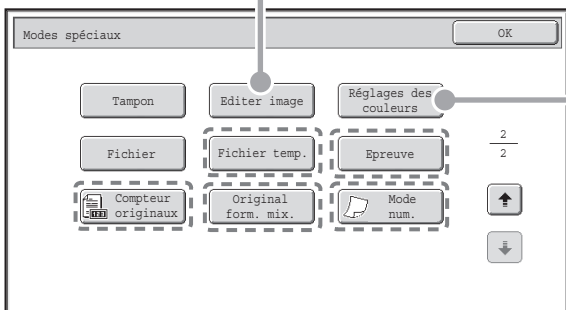 Modes spéciaux
OK
Tampon
Editer image
Réglages des
couleurs
Fichier
Fichier temp.
Epreuve
2
2
123
Compteur
originaux
Original
form. mix.
Mode
num.